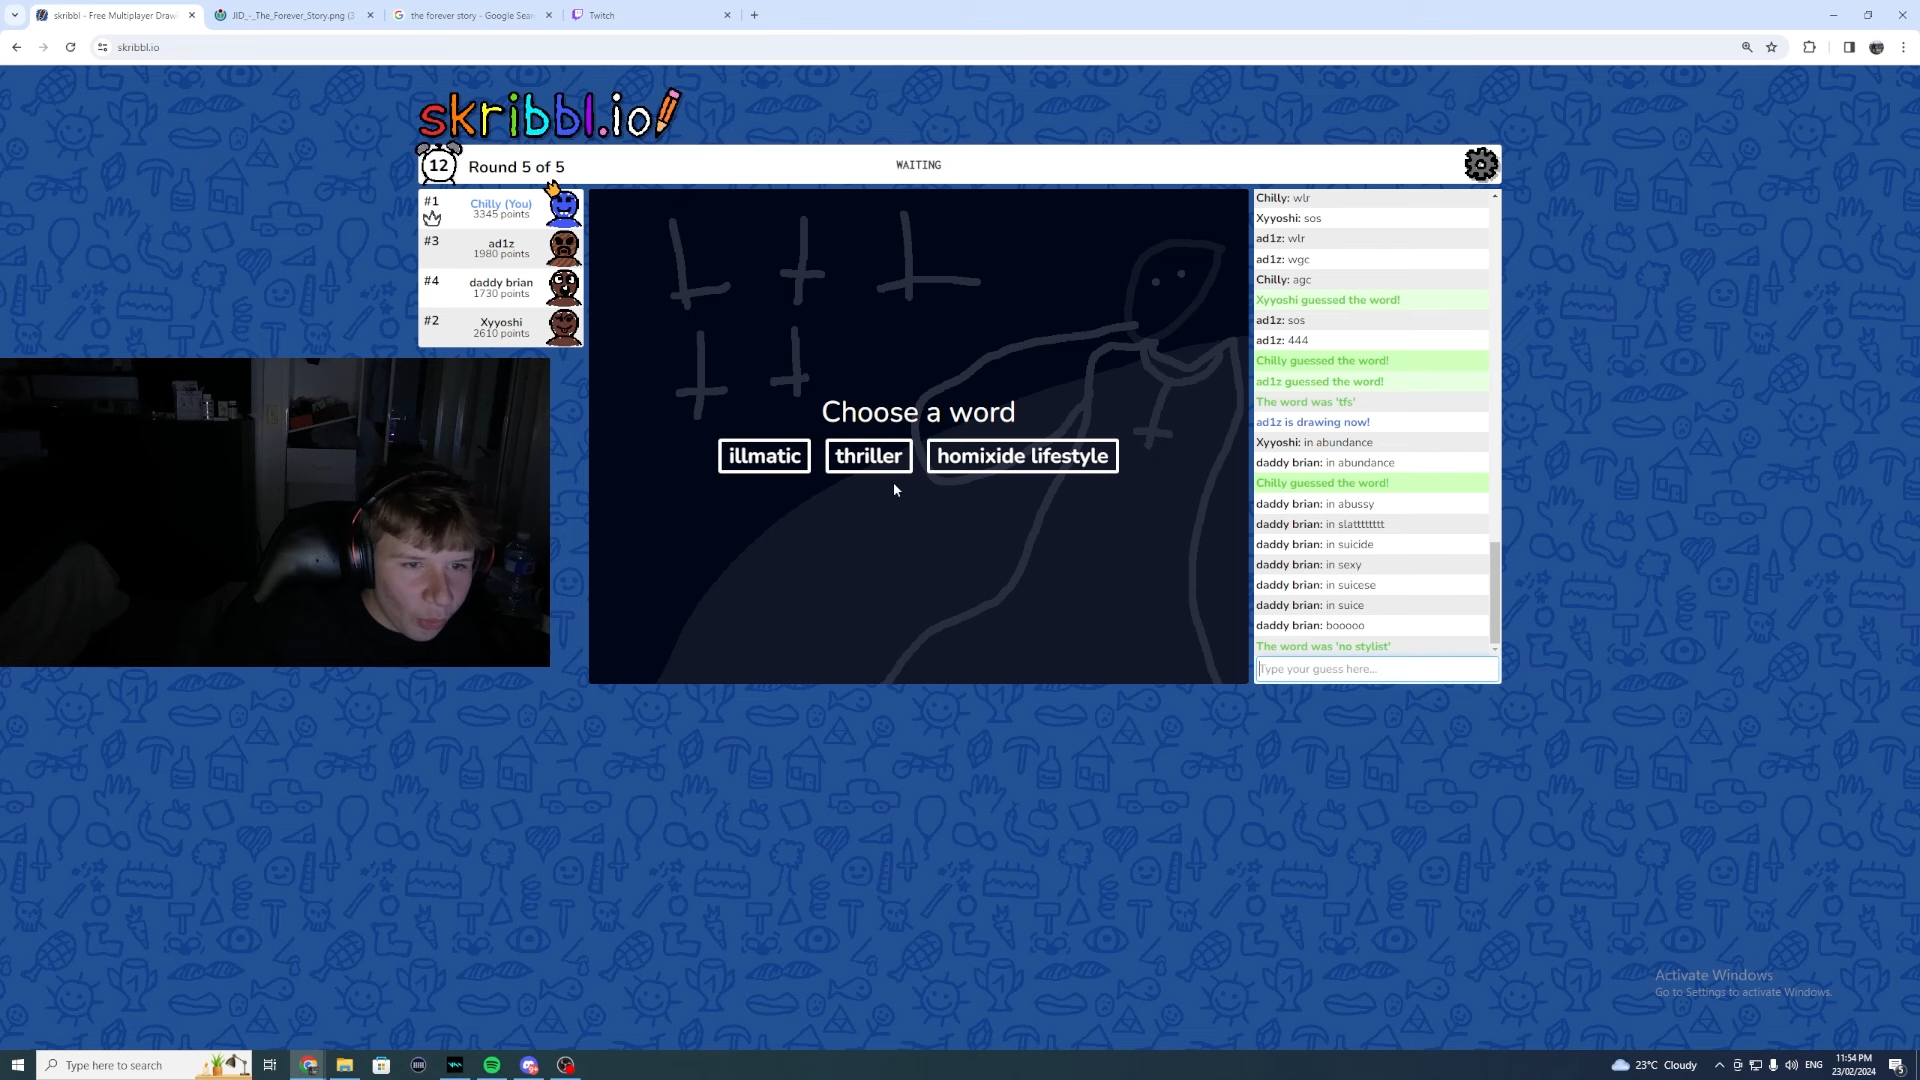 skribbl - Free Multiplayer Draw
JID_-_The_Forever_Story.png (3
the forever story - Google Sear
Twitch
skribbl.io
skribbl.io
12
Round 5 of 5
WAITING
#1
Chilly (You)
3345 points
#3
ad1z
1980 points
#4
daddy brian
1730 points
#2
Xyyoshi
2610 points
Choose a word
illmatic
thriller
homixide lifestyle
Chilly: wlr
Xyyoshi: sos
ad1z: wlr
ad1z: wgc
Chilly: agc
Xyyoshi guessed the word!
ad1z: sos
ad1z: 444
Chilly guessed the word!
ad1z guessed the word!
The word was 'tfs'
ad1z is drawing now!
Xyyoshi: in abundance
daddy brian: in abundance
Chilly guessed the word!
daddy brian: in abussy
daddy brian: in slatttttttt
daddy brian: in suicide
daddy brian: in sexy
daddy brian: in suicese
daddy brian: in suice
daddy brian: booooo
The word was 'no stylist'
Type your guess here...
Activate Windows
Go to Settings to activate Windows.
Type here to search
23°C Cloudy
ENG
11:54 PM
23/02/2024
5